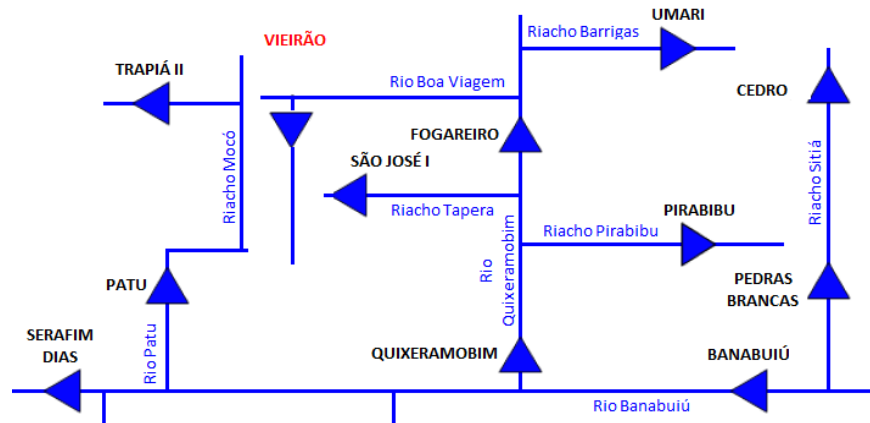 UMARI
Riacho Barrigas
VIEIRÃO
TRAPIÁ II
Rio Boa Viagem
CEDRO
FOGAREIRO
SÃO JOSÉ I
Riacho Mocó
Riacho Sitiá
Riacho Tapera
PIRABIBU
Riacho Pirabibu
Rio
Quixeramobim
PATU
PEDRAS
BRANCAS
SERAFIM
DIAS
Rio Patu
QUIXERAMOBIM
BANABUIÚ
Rio Banabuiú